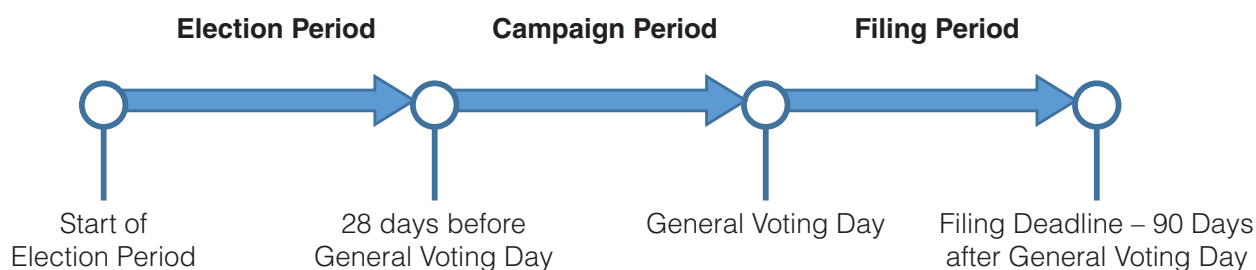 Election Period
Campaign Period
Filing Period
Start of
Election Period
28 days before
General Voting Day
General Voting Day
Filing Deadline – 90 Days
after General Voting Day